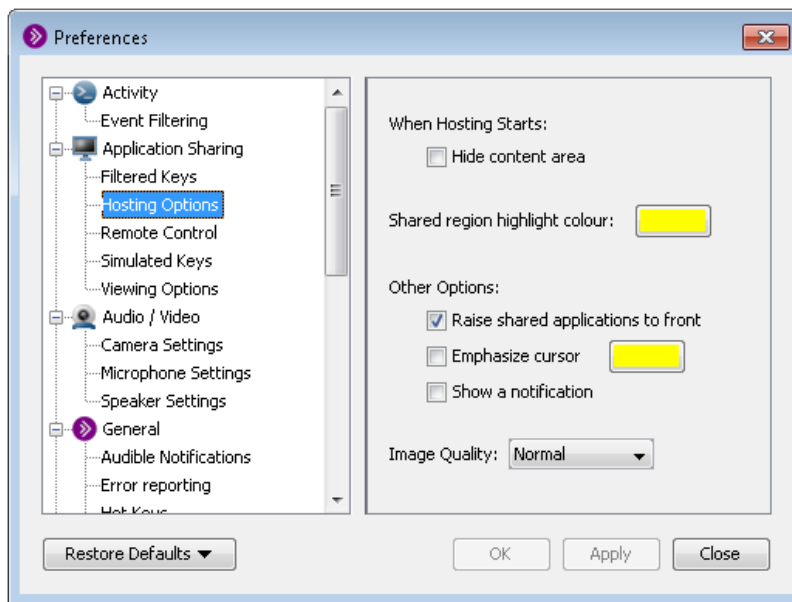 Preferences
Activity
Event Filtering
Application Sharing
Filtered Keys
Hosting Options
Remote Control
Simulated Keys
Viewing Options
Audio / Video
Camera Settings
Microphone Settings
Speaker Settings
General
Audible Notifications
Error reporting
Hot Keys
When Hosting Starts:
Hide content area
Shared region highlight colour:
Other Options:
Raise shared applications to front
Emphasize cursor
Show a notification
Image Quality: Normal
Restore Defaults
OK
Apply
Close